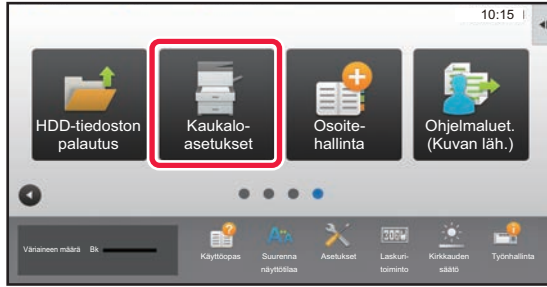 10:15
HDD-tiedoston
palautus
Kaukalo-
asetukset
Osoite-
hallinta
Ohjelmaluet.
(Kuvan läh.)
Väriaineen määrä Bk
Käyttöopas
Suurenna
näyttötilaa
Asetukset
Laskuri-
toiminto
Kirkkauden
säätö
Työnhallinta